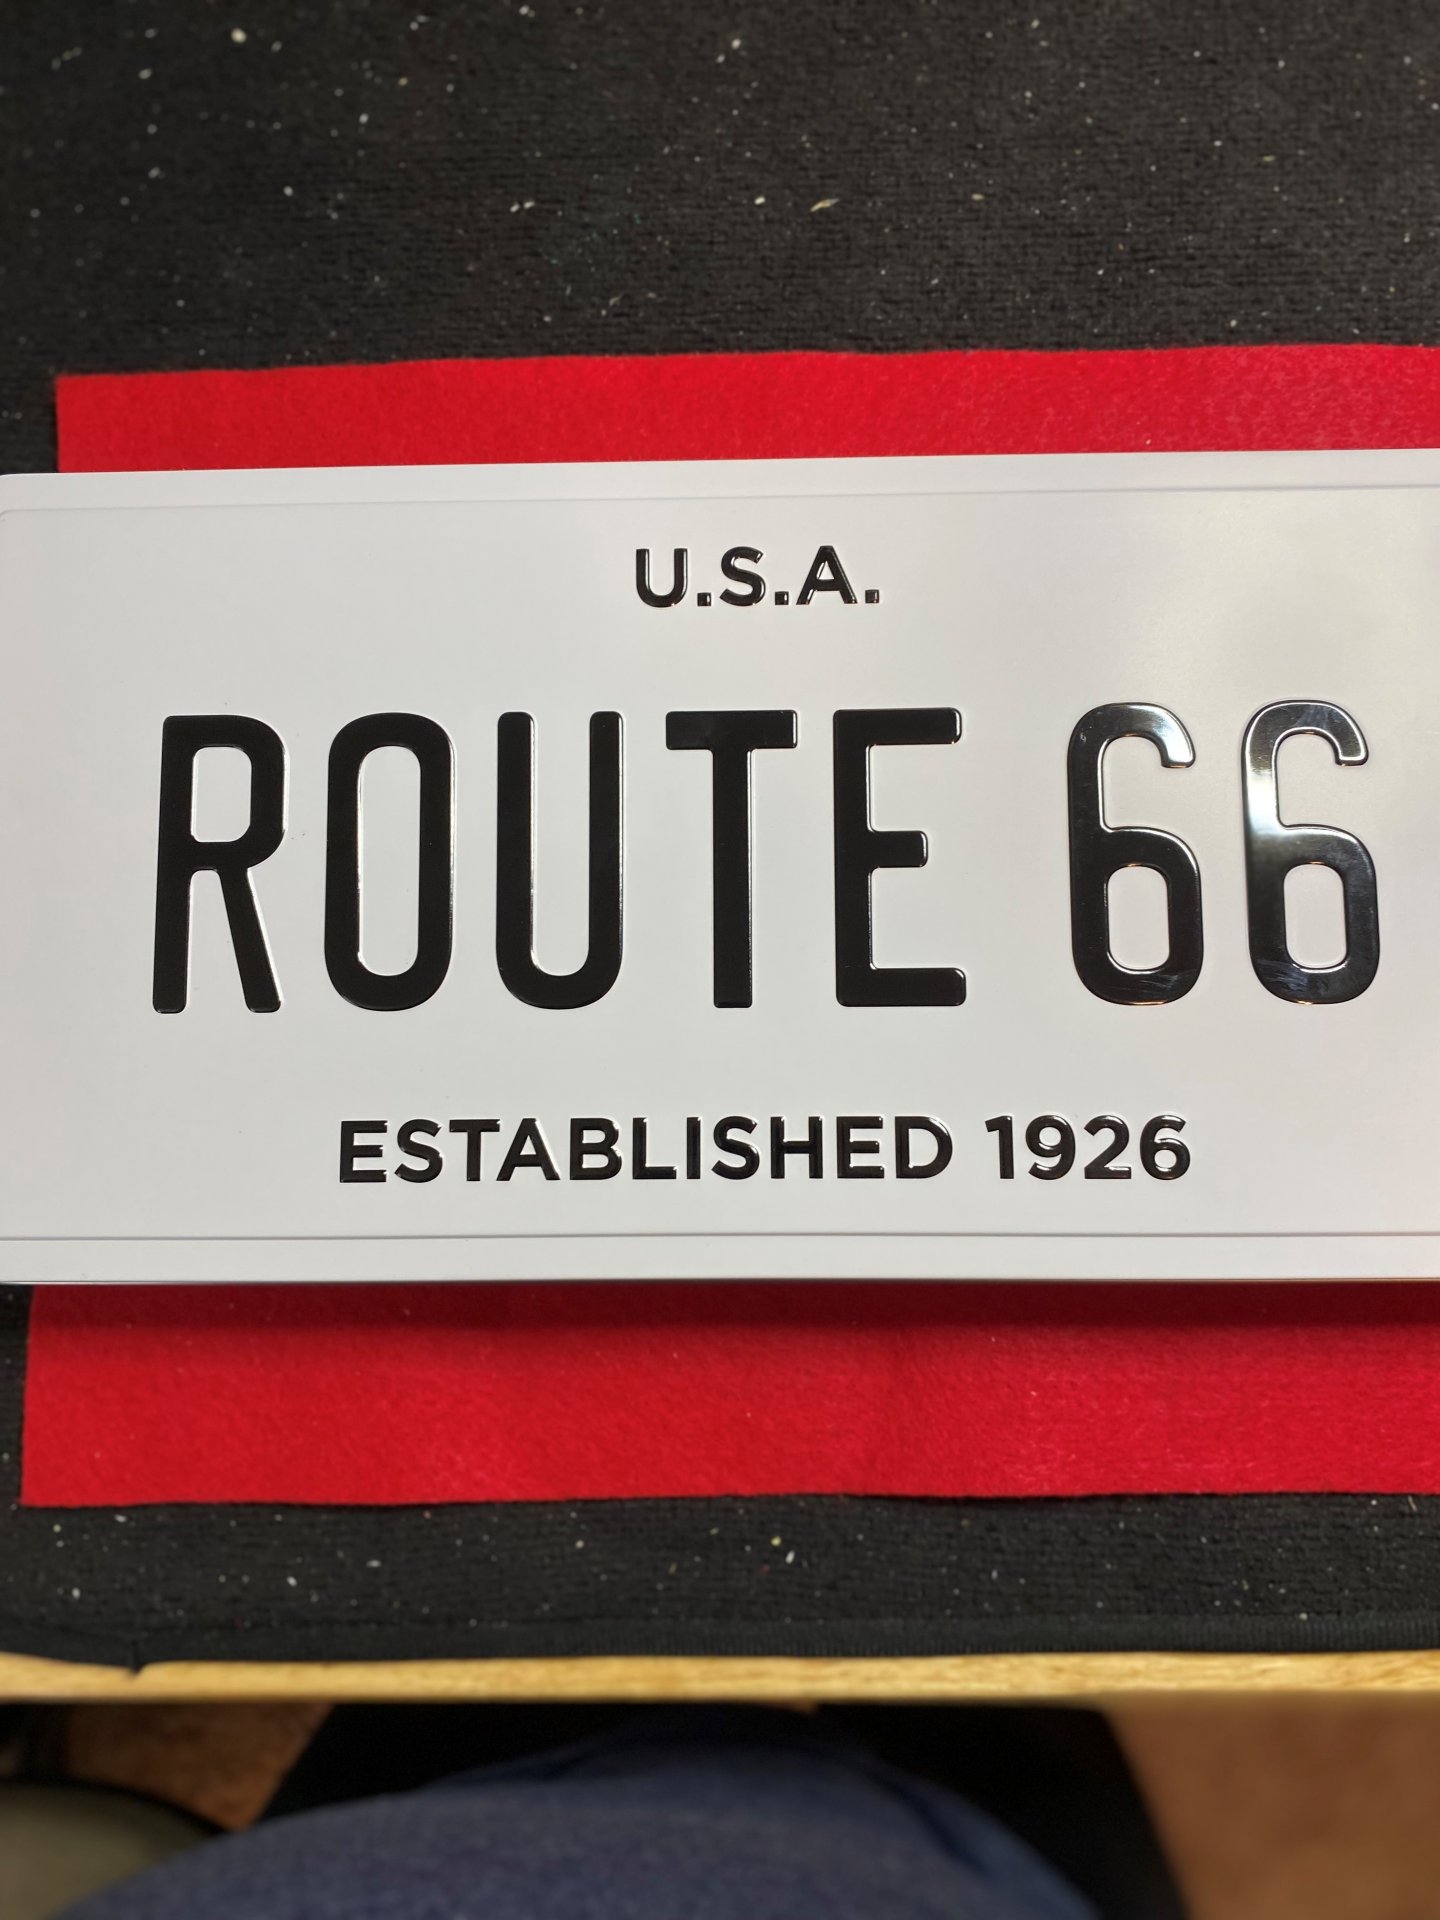 U.S.A.
ROUTE 66
ESTABLISHED 1926